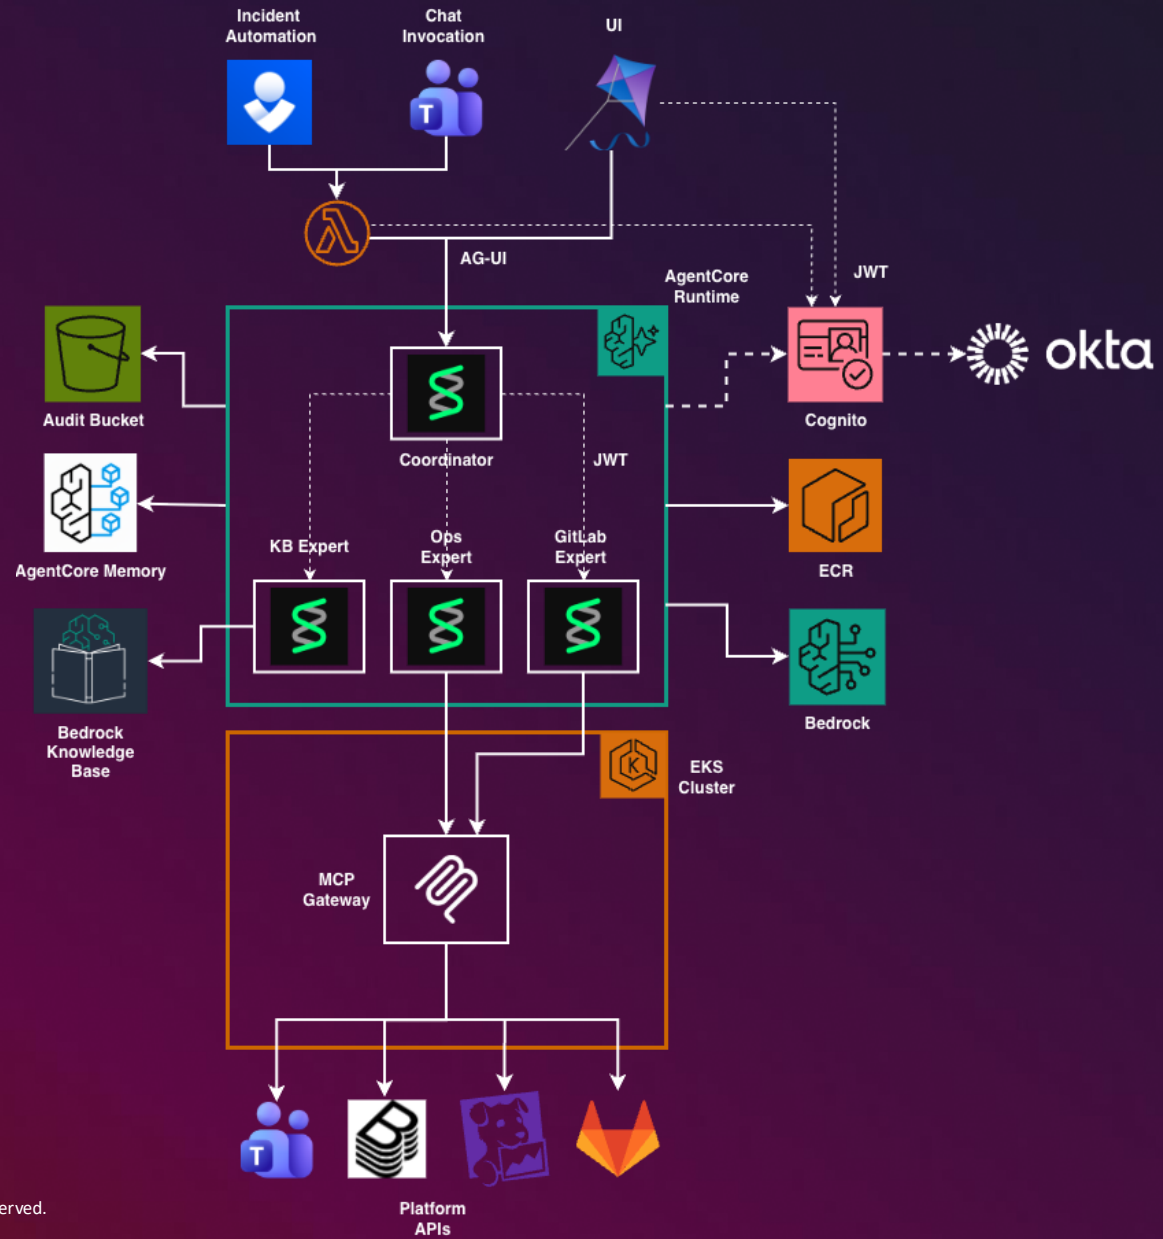 Incident
Automation
Chat
Invocation
UI
T
AG-UI
AgentCore
Runtime
JWT
okta
Audit Bucket
Coordinator
Cognito
JWT
AgentCore Memory
KB Expert
Ops
Expert
GitLab
Expert
ECR
Bedrock
Knowledge
Base
Bedrock
K
EKS
Cluster
MCP
Gateway
T
B
Platform
APIs
erved.